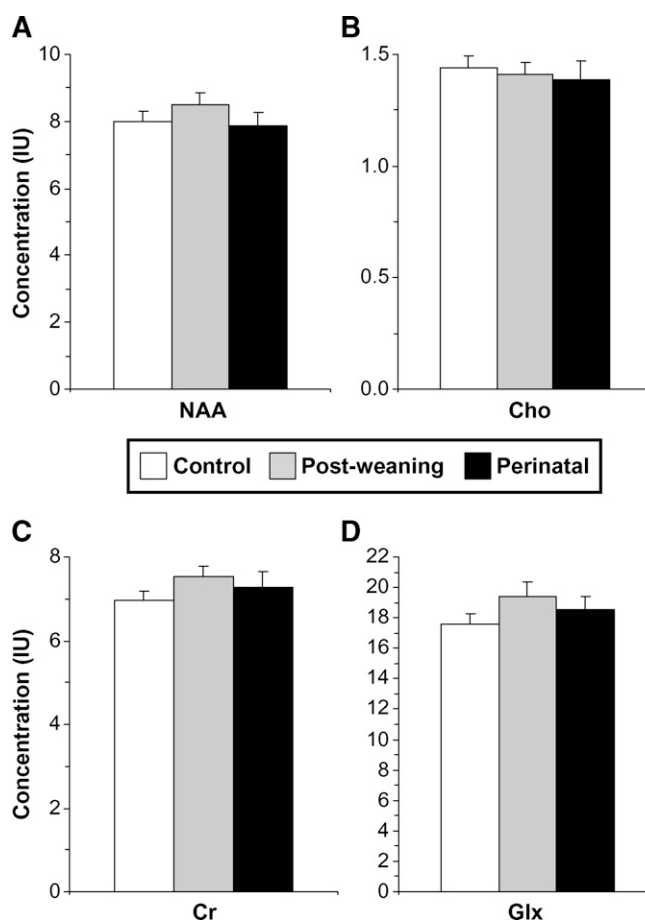 A
B
10
8
6
4
2
0
Concentration (IU)
NAA
1.5
1.0
0.5
0.0
Cho
Control Post-weaning Perinatal
C
D
8
6
4
2
0
Concentration (IU)
Cr
22
20
18
16
14
12
10
8
6
4
2
0
Glx